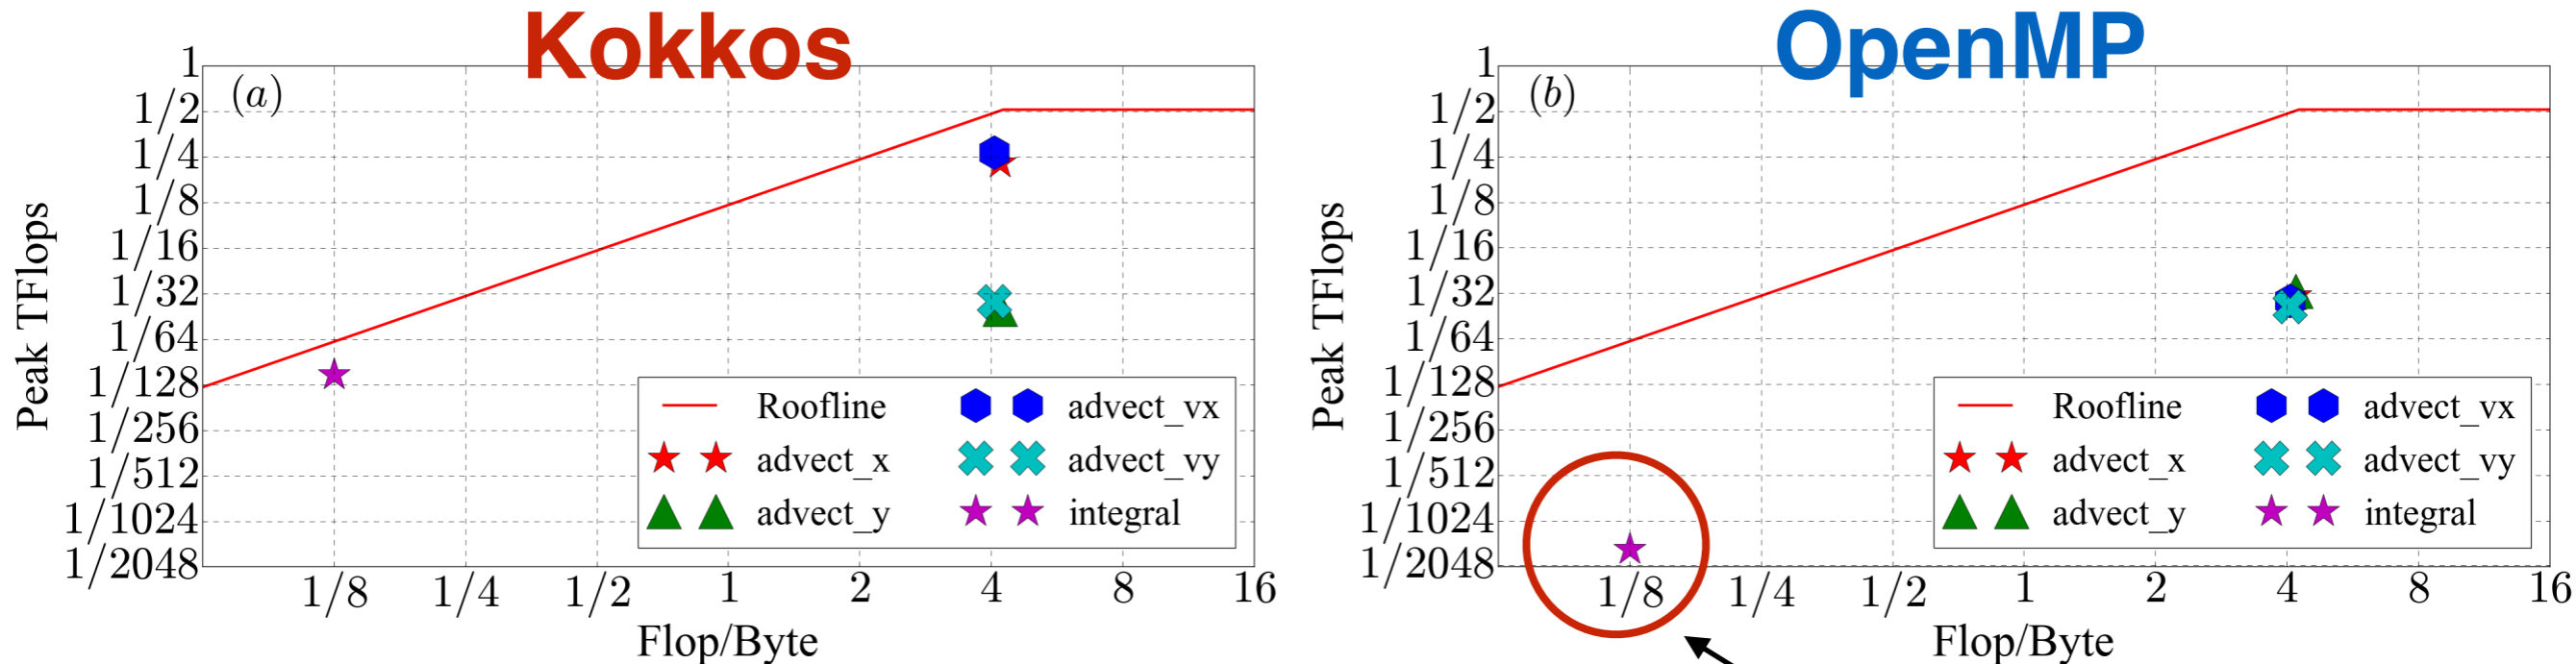 Kokkos
(a)
Peak TFlops
1
1/2
1/4
1/8
1/16
1/32
1/64
1/128
1/256
1/512
1/1024
1/2048
Roofline
advect_x
advect_y
advect_vx
advect_vy
integral
1/8 1/4 1/2 1 2 4 8 16
Flop/Byte
OpenMP
(b)
Peak TFlops
1
1/2
1/4
1/8
1/16
1/32
1/64
1/128
1/256
1/512
1/1024
1/2048
Roofline
advect_x
advect_y
advect_vx
advect_vy
integral
1/8 1/4 1/2 1 2 4 8 16
Flop/Byte